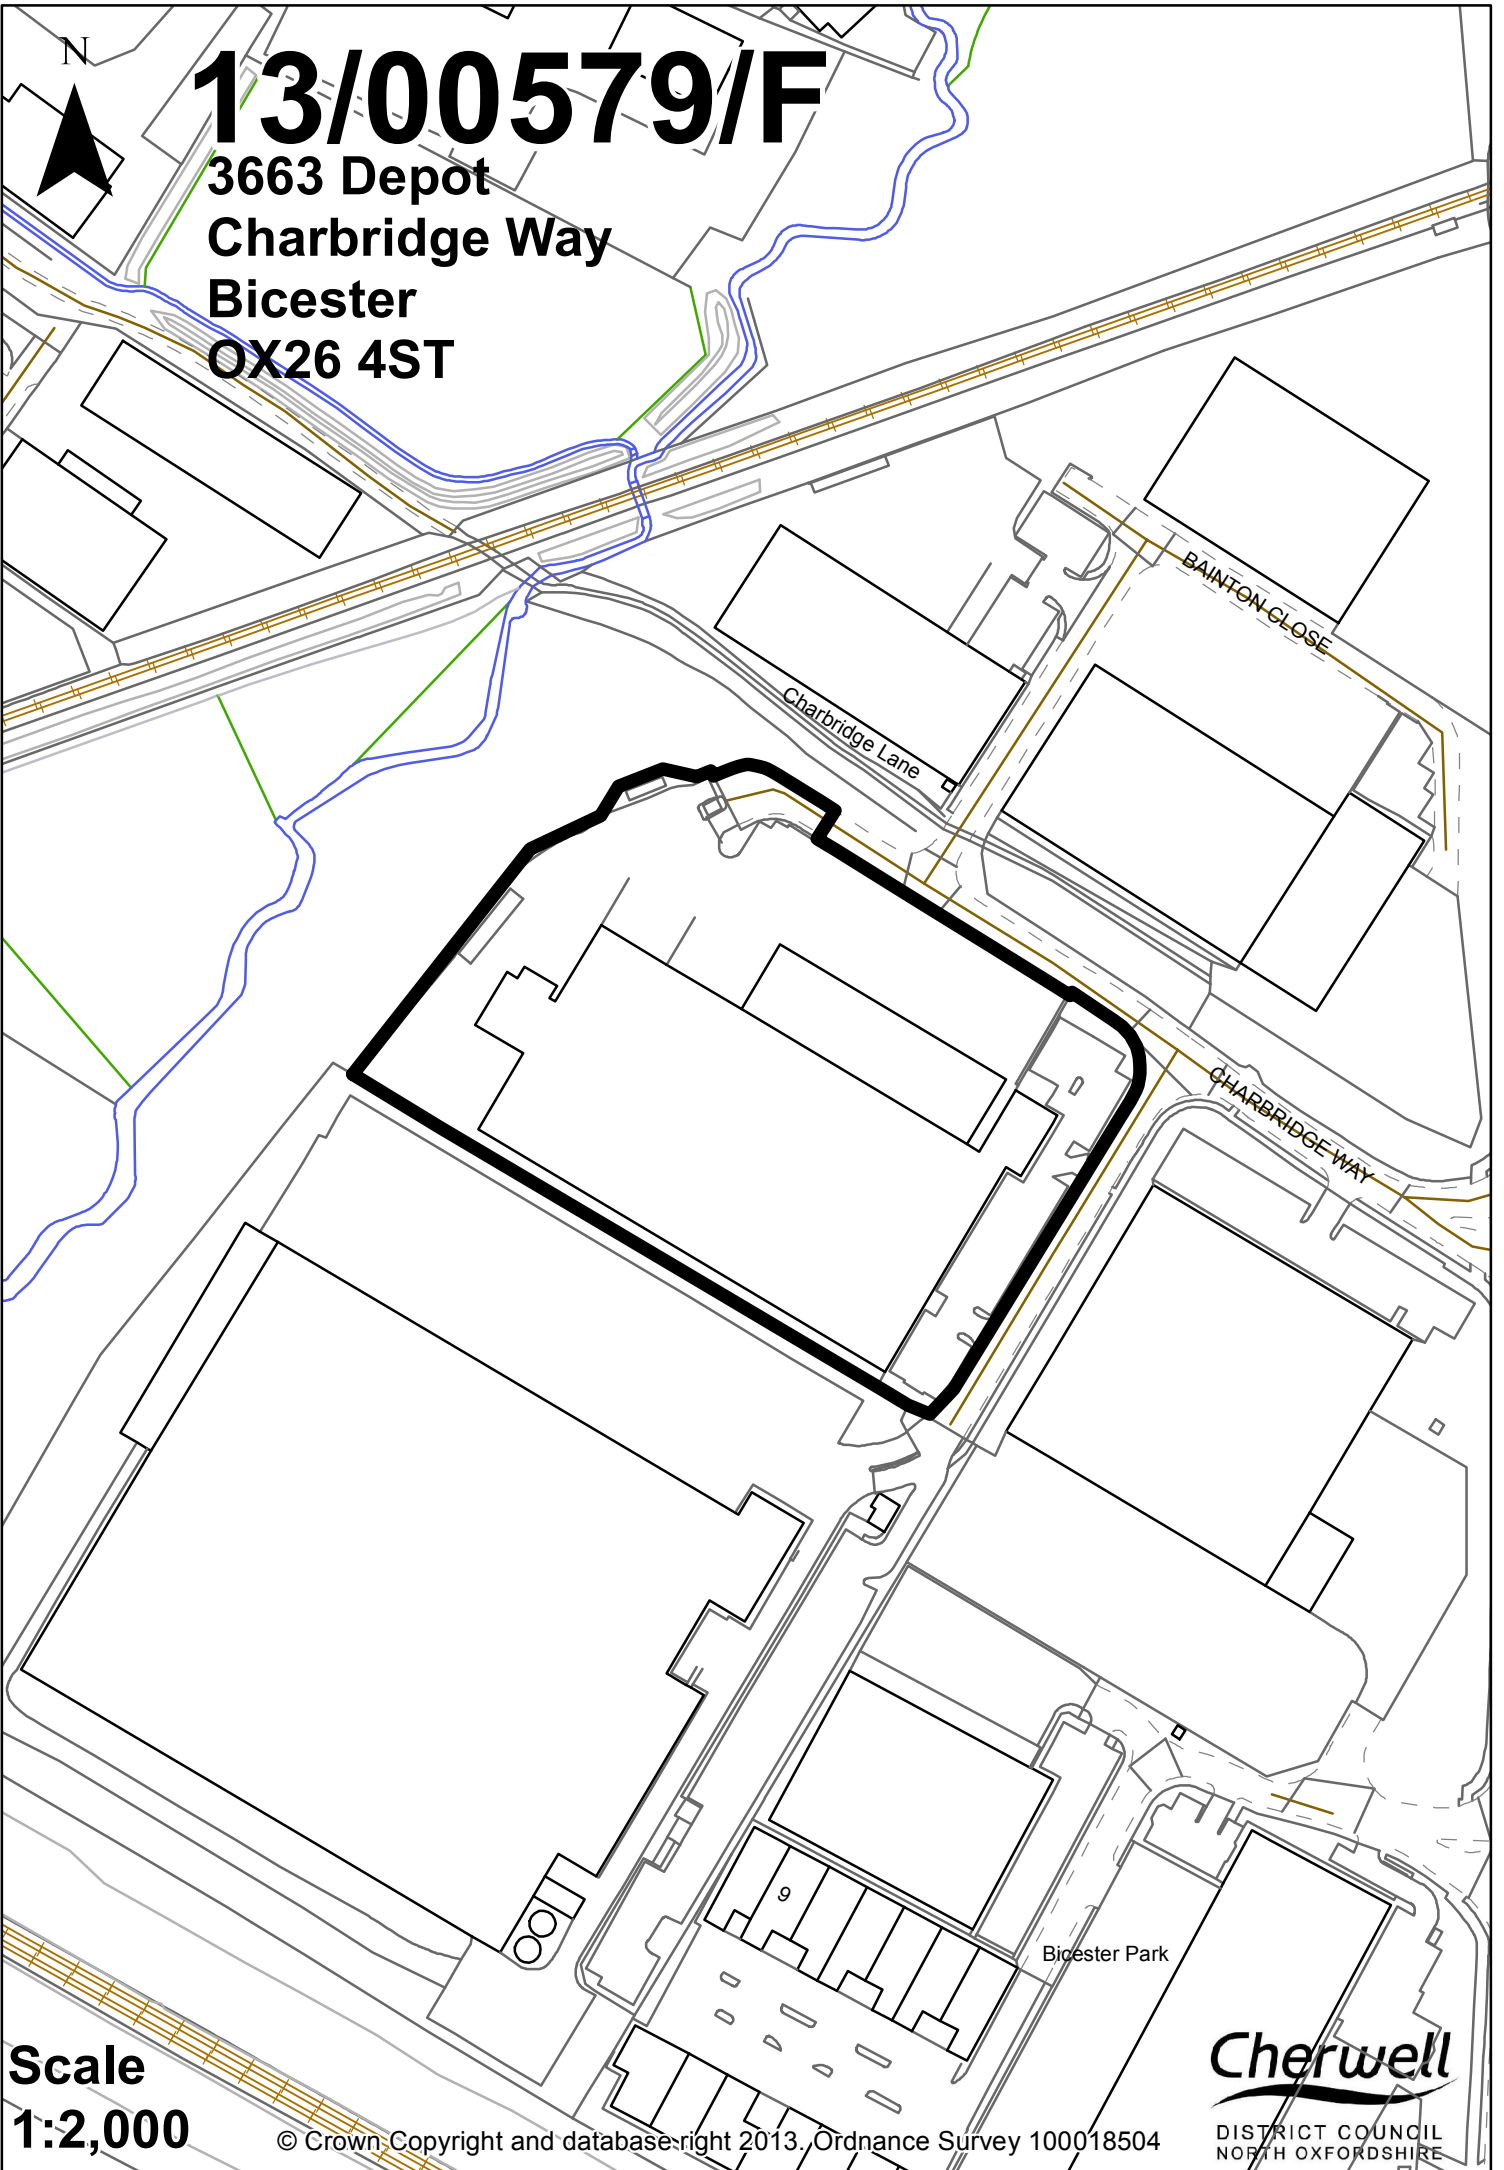 N
13/00579/F
3663 Depot
Charbridge Way
Bicester
OX26 4ST
BAINTON CLOSE
Charbridge Lane
CHARBRIDGE WAY
9
Bicester Park
Scale
1:2,000
© Crown Copyright and database right 2013. Ordnance Survey 100018504
Cherwell
DISTRICT COUNCIL
NORTH OXFORDSHIRE